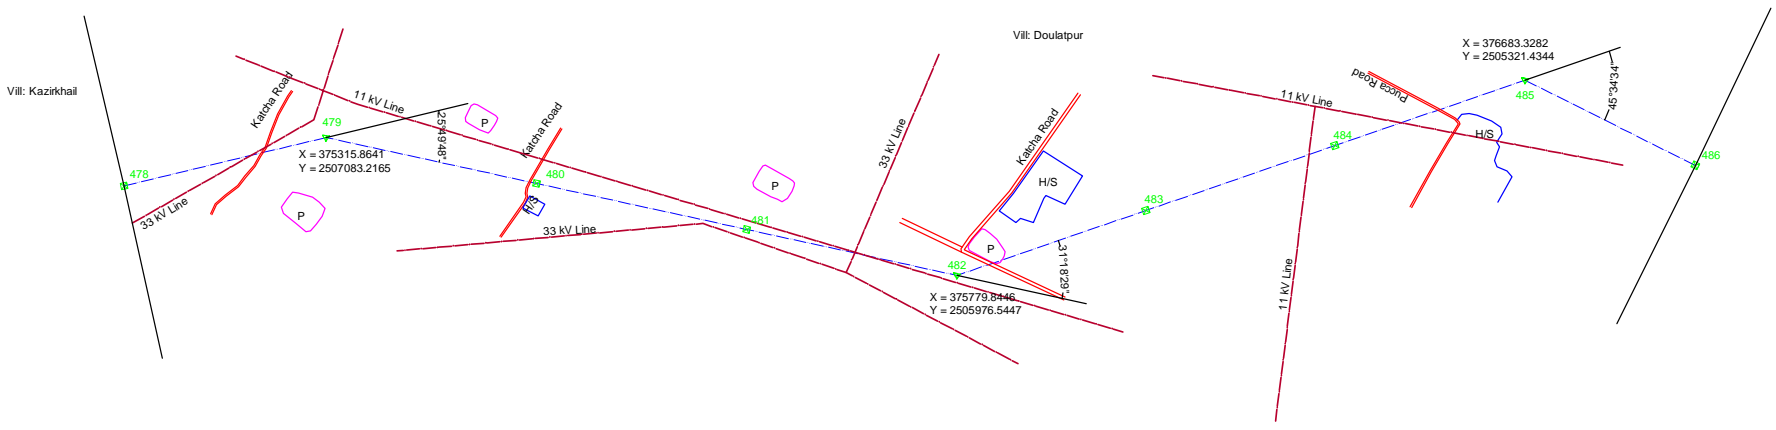 Vill: Kazirkhail
478
33 kV Line
Katcha Road
P
479
X = 375315.8641
Y = 2507083.2165
11 kV Line
25°49'48"
P
Katcha Road
480
H/S
33 kV Line
P
481
33 kV Line
Vill: Doulatpur
Katcha Road
H/S
P
482
X = 375779.8446
Y = 2505976.5447
31°18'29"
483
11 kV Line
11 kV Line
484
Pucca Road
X = 376683.3282
Y = 2505321.4344
485
H/S
45°34'34"
486